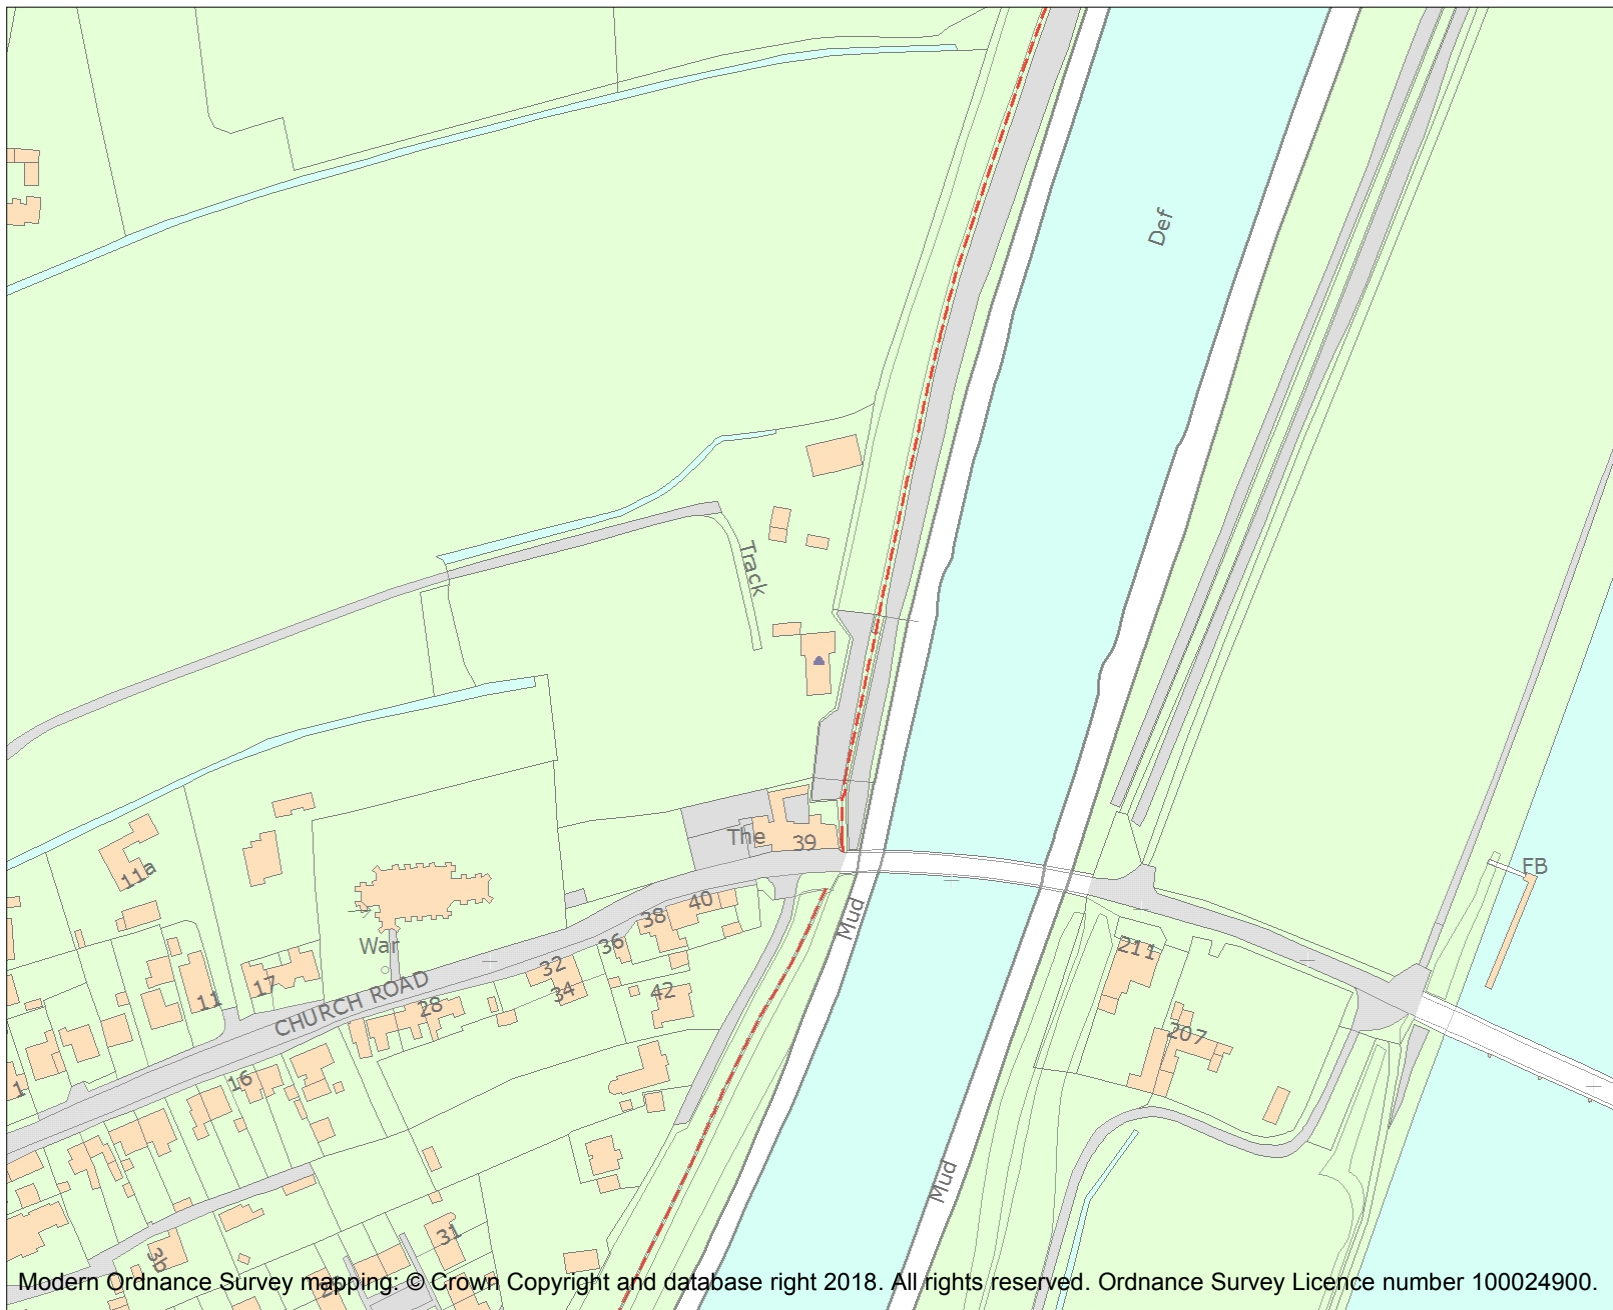 Def
Track
The
39
11a
FB
40
38
Mud
36
War
211
32
17
34
42
11
CHURCH ROAD
28
207
16
1
Mud
31
3b
Modern Ordnance Survey mapping: © Crown Copyright and database right 2018. All rights reserved. Ordnance Survey Licence number 100024900.